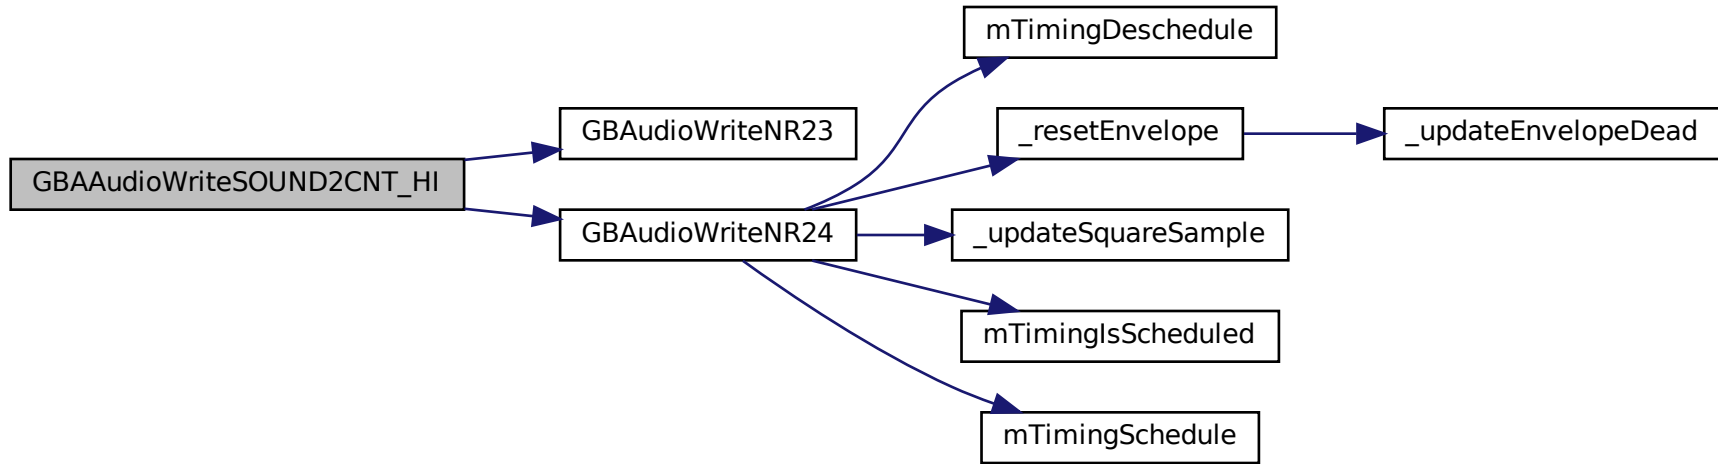 GBAAudioWriteSOUND2CNT_HI
GBAudioWriteNR23
GBAudioWriteNR24
mTimingDeschedule
_resetEnvelope
_updateEnvelopeDead
_updateSquareSample
mTimingIsScheduled
mTimingSchedule